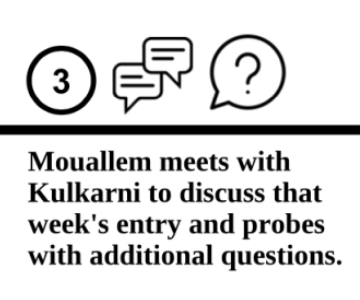 3
?
Mouallem meets with
Kulkarni to discuss that
week's entry and probes
with additional questions.